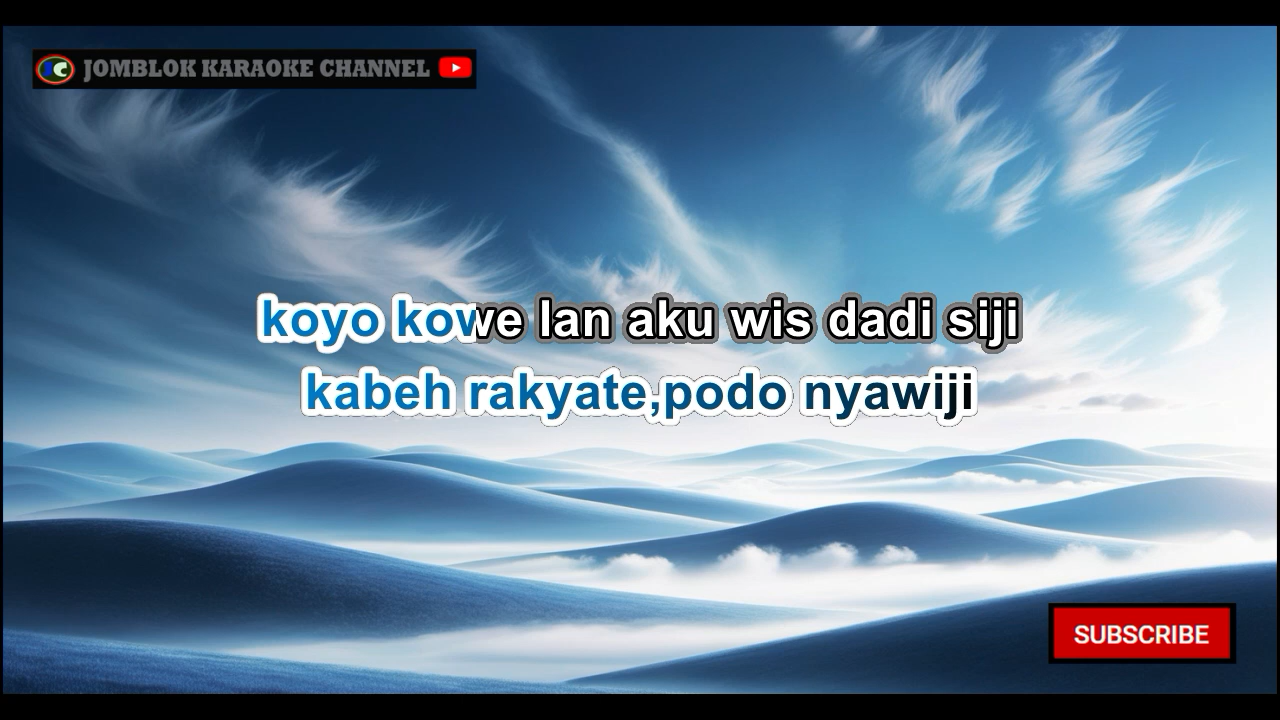 JOMBLOK KARAOKE CHANNEL
koyo kowe lan aku wis dadi siji
kabeh rakyate,podo nyawiji
SUBSCRIBE